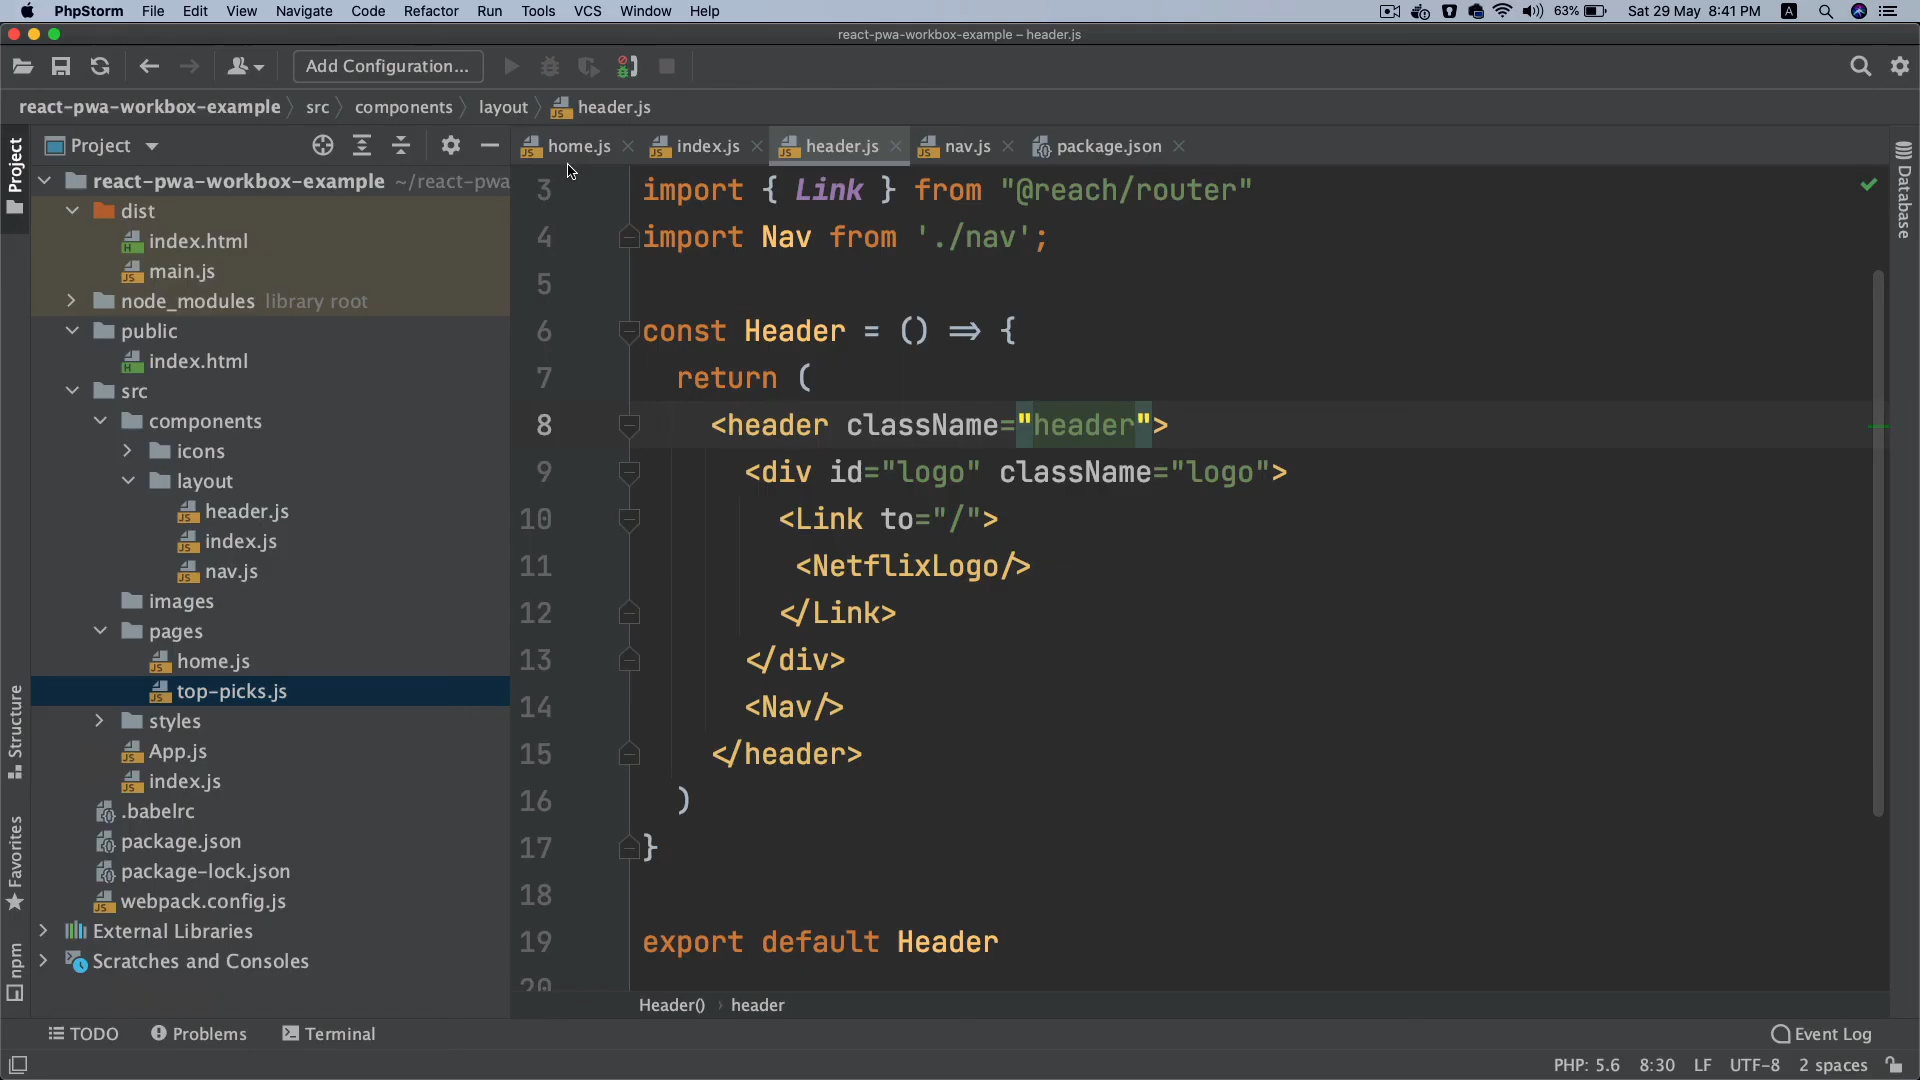 PhpStorm File Edit View Navigate Code Refactor Run Tools VCS Window Help 63% Sat 29 May 8:41 PM A
react-pwa-workbox-example – header.js
Add Configuration...
react-pwa-workbox-example src components layout header.js
Project
Project
home.js index.js header.js nav.js package.json
react-pwa-workbox-example ~/react-pwa
dist
index.html
main.js
node_modules library root
public
index.html
src
components
icons
layout
header.js
index.js
nav.js
images
pages
home.js
top-picks.js
styles
App.js
index.js
.babelrc
package.json
package-lock.json
webpack.config.js
External Libraries
Scratches and Consoles
Structure
Favorites
npm
3 import { Link } from "@reach/router"
4 import Nav from './nav';
5
6 const Header = () => {
7 return (
8 <header className="header">
9 <div id="logo" className="logo">
10 <Link to="/">
11 <NetflixLogo/>
12 </Link>
13 </div>
14 <Nav/>
15 </header>
16 )
17 }
18
19 export default Header
20
Database
Header() › header
TODO Problems Terminal Event Log
PHP: 5.6 8:30 LF UTF-8 2 spaces